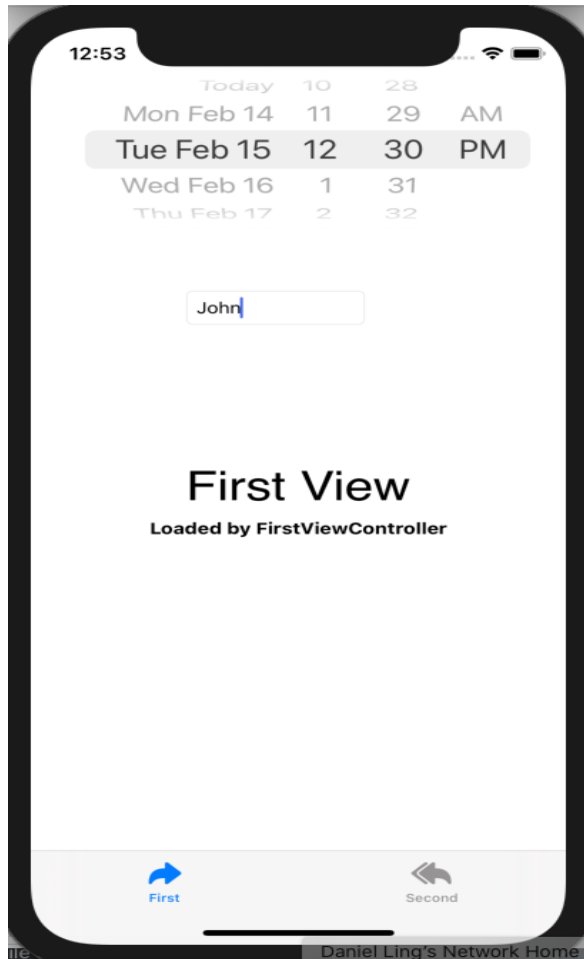 12:53
Today 10 28
Mon Feb 14 11 29 AM
Tue Feb 15 12 30 PM
Wed Feb 16 1 31
Thu Feb 17 2 32
John
First View
Loaded by FirstViewController
First Second
Daniel Ling's Network Home